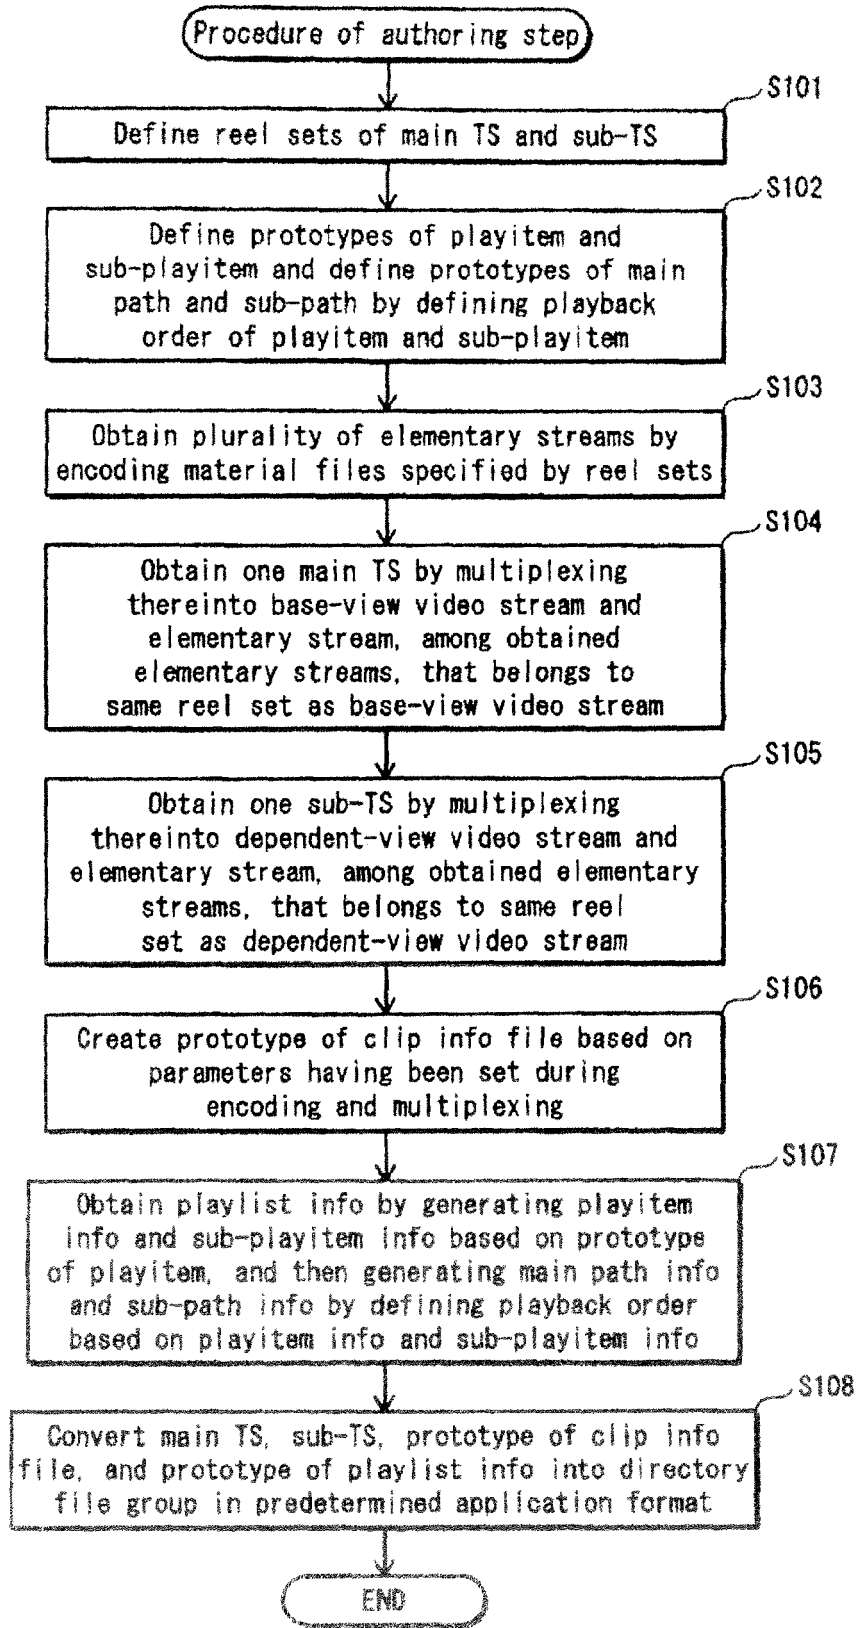 Procedure of authoring step
S101
Define reel sets of main TS and sub-TS
S102
Define prototypes of playitem and
sub-playitem and define prototypes of main
path and sub-path by defining playback
order of playitem and sub-playitem
S103
Obtain plurality of elementary streams by
encoding material files specified by reel sets
S104
Obtain one main TS by multiplexing
thereinto base-view video stream and
elementary stream, among obtained
elementary streams, that belongs to
same reel set as base-view video stream
S105
Obtain one sub-TS by multiplexing
thereinto dependent-view video stream and
elementary stream, among obtained elementary
streams, that belongs to same reel
set as dependent-view video stream
S106
Create prototype of clip info file based on
parameters having been set during
encoding and multiplexing
S107
Obtain playlist info by generating playitem
info and sub-playitem info based on prototype
of playitem, and then generating main path info
and sub-path info by defining playback order
based on playitem info and sub-playitem info
S108
Convert main TS, sub-TS, prototype of clip info
file, and prototype of playlist info into directory
file group in predetermined application format
END